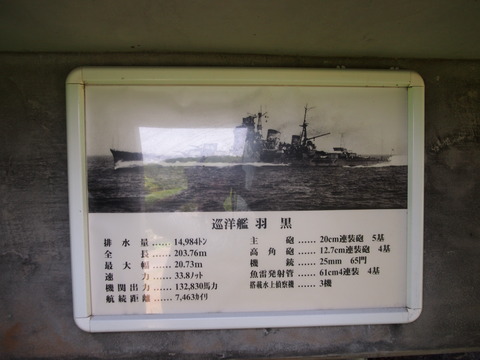 巡洋艦 羽 黒
排水量……14,984トン
全長……203.76m
最大幅……20.73m
速力……33.8ノット
機関出力……132,830馬力
航続距離……7,463カイリ
主砲……20cm連装砲 5基
高角砲……12.7cm連装砲 4基
機銃……25mm 65門
魚雷発射管……61cm4連装 4基
搭載水上偵察機……3機